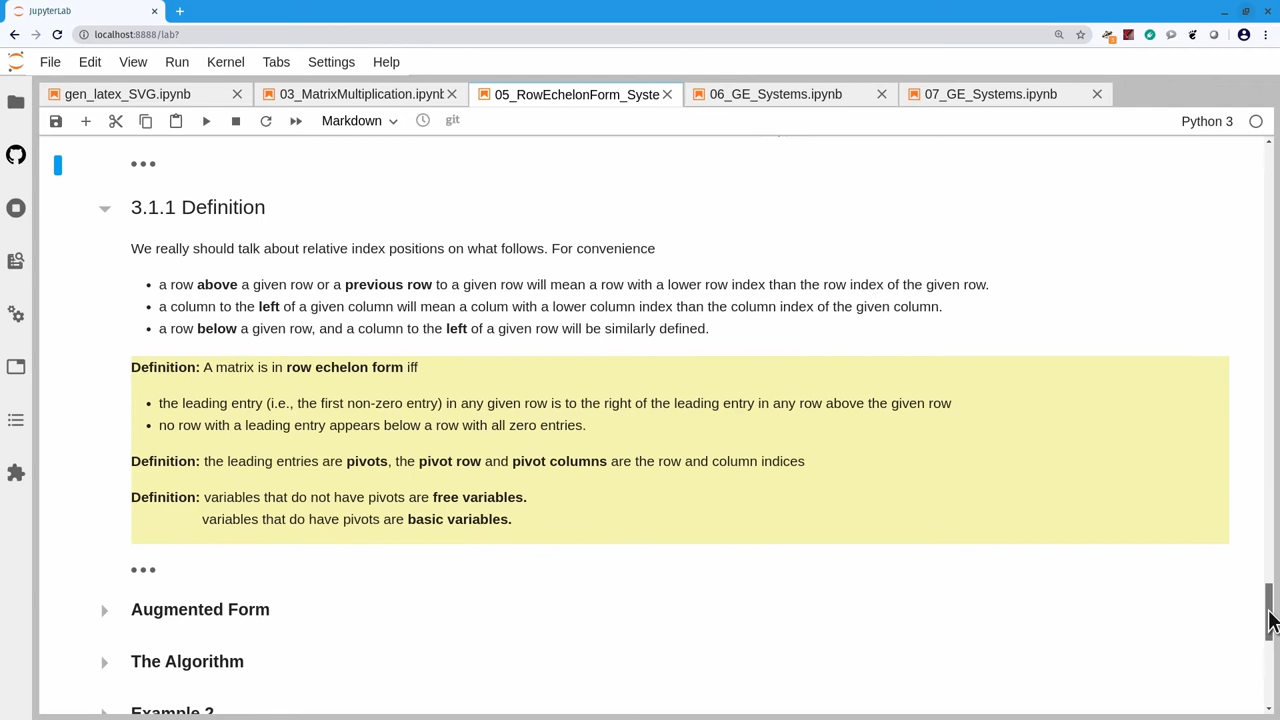 JupyterLab
localhost:8888/lab?
File Edit View Run Kernel Tabs Settings Help
gen_latex_SVG.ipynb 03_MatrixMultiplication.ipynb 05_RowEchelonForm_Syste 06_GE_Systems.ipynb 07_GE_Systems.ipynb
Markdown git Python 3
3.1.1 Definition
We really should talk about relative index positions on what follows. For convenience
• a row above a given row or a previous row to a given row will mean a row with a lower row index than the row index of the given row.
• a column to the left of a given column will mean a colum with a lower column index than the column index of the given column.
• a row below a given row, and a column to the left of a given row will be similarly defined.
Definition: A matrix is in row echelon form iff
• the leading entry (i.e., the first non-zero entry) in any given row is to the right of the leading entry in any row above the given row
• no row with a leading entry appears below a row with all zero entries.
Definition: the leading entries are pivots, the pivot row and pivot columns are the row and column indices
Definition: variables that do not have pivots are free variables.
variables that do have pivots are basic variables.
Augmented Form
The Algorithm
Example 2